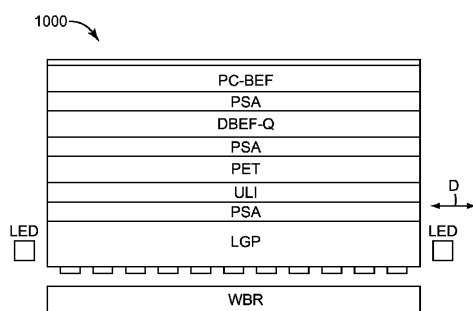 1000
PC-BEF
PSA
DBEF-Q
PSA
PET
ULI
PSA
D
LED
LGP
LED
WBR